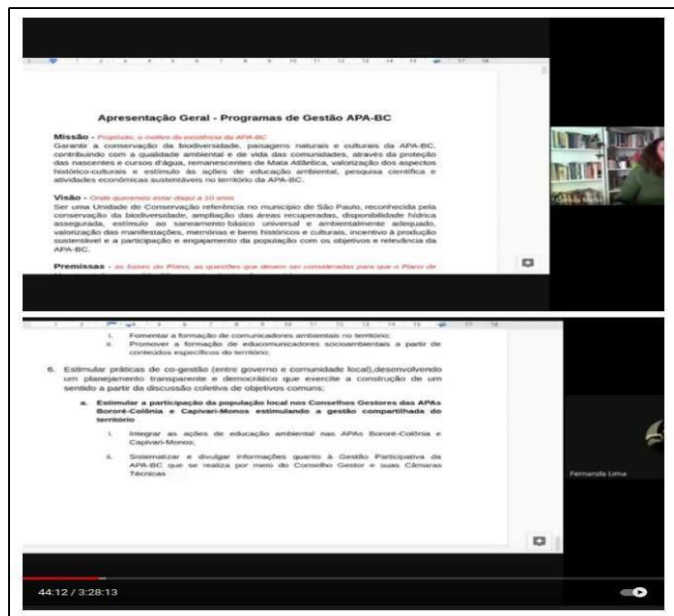 Apresentação Geral - Programas de Gestão APA-BC
Missão - Propósito, o motivo da existência da APA-BC
Garantir a conservação da biodiversidade, paisagens naturais e culturais da APA-BC,
contribuindo com a qualidade ambiental e de vida das comunidades, através da proteção
das nascentes e cursos d'água, remanescentes de Mata Atlântica, valorização dos aspectos
histórico-culturais e estímulo às ações de educação ambiental, pesquisa científica e
atividades econômicas sustentáveis no território da APA-BC.
Visão - Onde queremos estar daqui a 10 anos
Ser uma Unidade de Conservação referência no município de São Paulo, reconhecida pela
conservação da biodiversidade, ampliação das áreas recuperadas, disponibilidade hídrica
assegurada, estímulo ao saneamento básico universal e ambientalmente adequado,
valorização das manifestações, memórias e bens históricos e culturais, incentivo à produção
sustentável e a participação e engajamento da população com os objetivos e relevância da
APA-BC.
Premissas - as bases do Plano, as questões que devem ser consideradas para que o Plano de
i. Fomentar a formação de comunicadores ambientais no território;
ii. Promover a formação de educomunicadores socioambientais a partir de
conteúdos específicos do território;
6. Estimular práticas de co-gestão (entre governo e comunidade local),desenvolvendo
um planejamento transparente e democrático que exercite a construção de um
sentido a partir da discussão coletiva de objetivos comuns;
a. Estimular a participação da população local nos Conselhos Gestores das APAs
Bororé-Colônia e Capivari-Monos estimulando a gestão compartilhada do
território
i. Integrar as ações de educação ambiental nas APAs Bororé-Colônia e
Capivari-Monos;
ii. Sistematizar e divulgar informações quanto à Gestão Participativa da
APA-BC que se realiza por meio do Conselho Gestor e suas Câmaras
Técnicas
Fernanda Lima
44:12 / 3:28:13